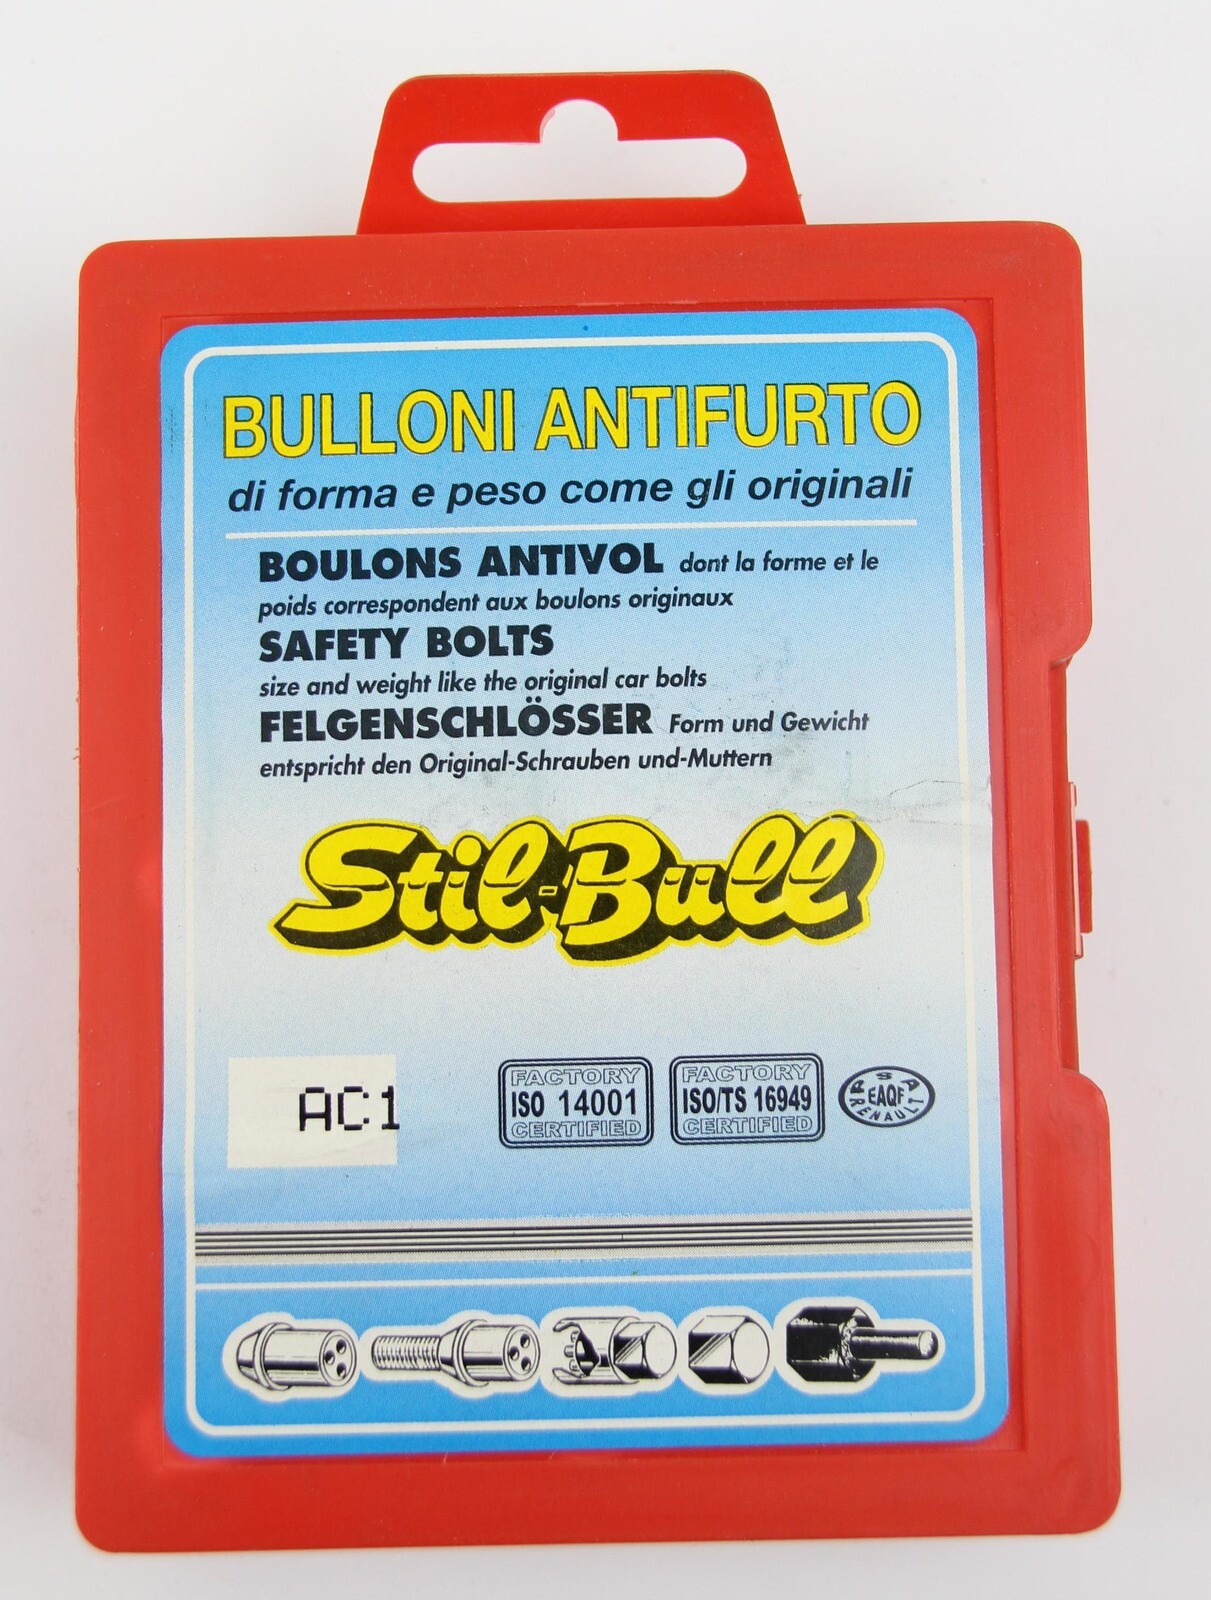 BULLONI ANTIFURTO
di forma e peso come gli originali
BOULONS ANTIVOL dont la forme et le
poids correspondent aux boulons originaux
SAFETY BOLTS
size and weight like the original car bolts
FELGENSCHLÖSSER Form und Gewicht
entspricht den Original-Schrauben und-Muttern
Stil-Bull
AC1
FACTORY
ISO 14001
CERTIFIED
FACTORY
ISO/TS 16949
CERTIFIED
PSA
EAQF
RENAULT